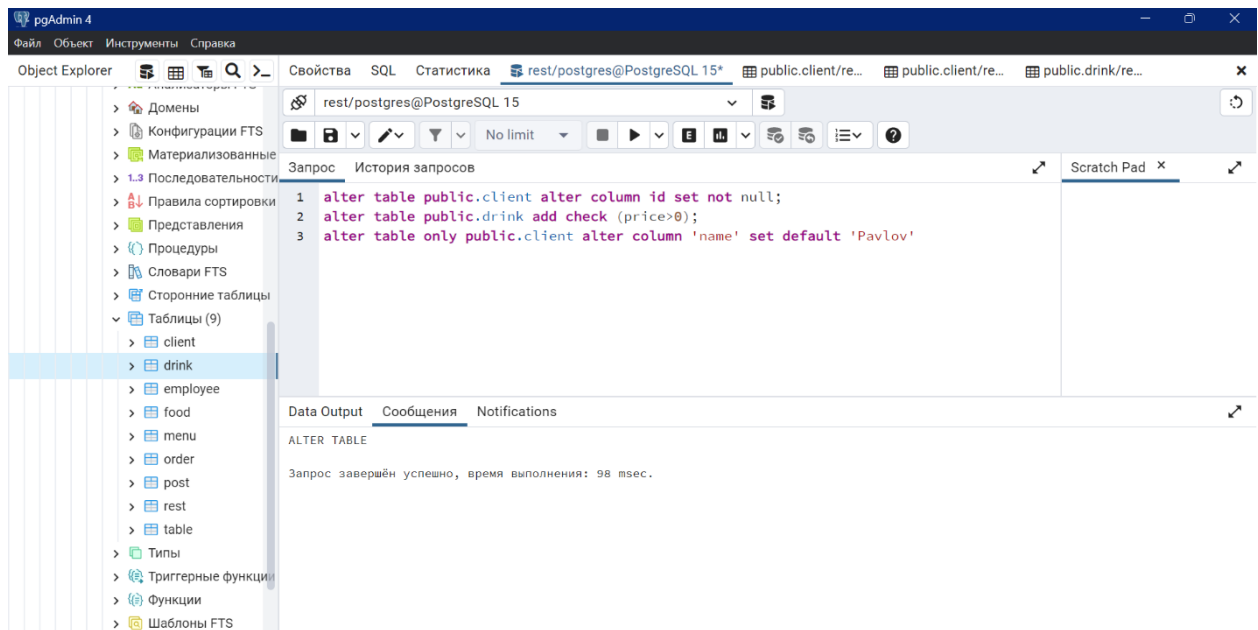 pgAdmin 4
Файл Объект Инструменты Справка
Object Explorer
Свойства SQL Статистика rest/postgres@PostgreSQL 15* public.client/re... public.client/re... public.drink/re...
Домены
Конфигурации FTS
Материализованные
1..3 Последовательности
Правила сортировки
Представления
Процедуры
Словари FTS
Сторонние таблицы
Таблицы (9)
client
drink
employee
food
menu
order
post
rest
table
Типы
Триггерные функции
Функции
Шаблоны FTS
rest/postgres@PostgreSQL 15
No limit
Запрос История запросов
Scratch Pad
1 alter table public.client alter column id set not null;
2 alter table public.drink add check (price>0);
3 alter table only public.client alter column 'name' set default 'Pavlov'
Data Output Сообщения Notifications
ALTER TABLE
Запрос завершён успешно, время выполнения: 98 msec.